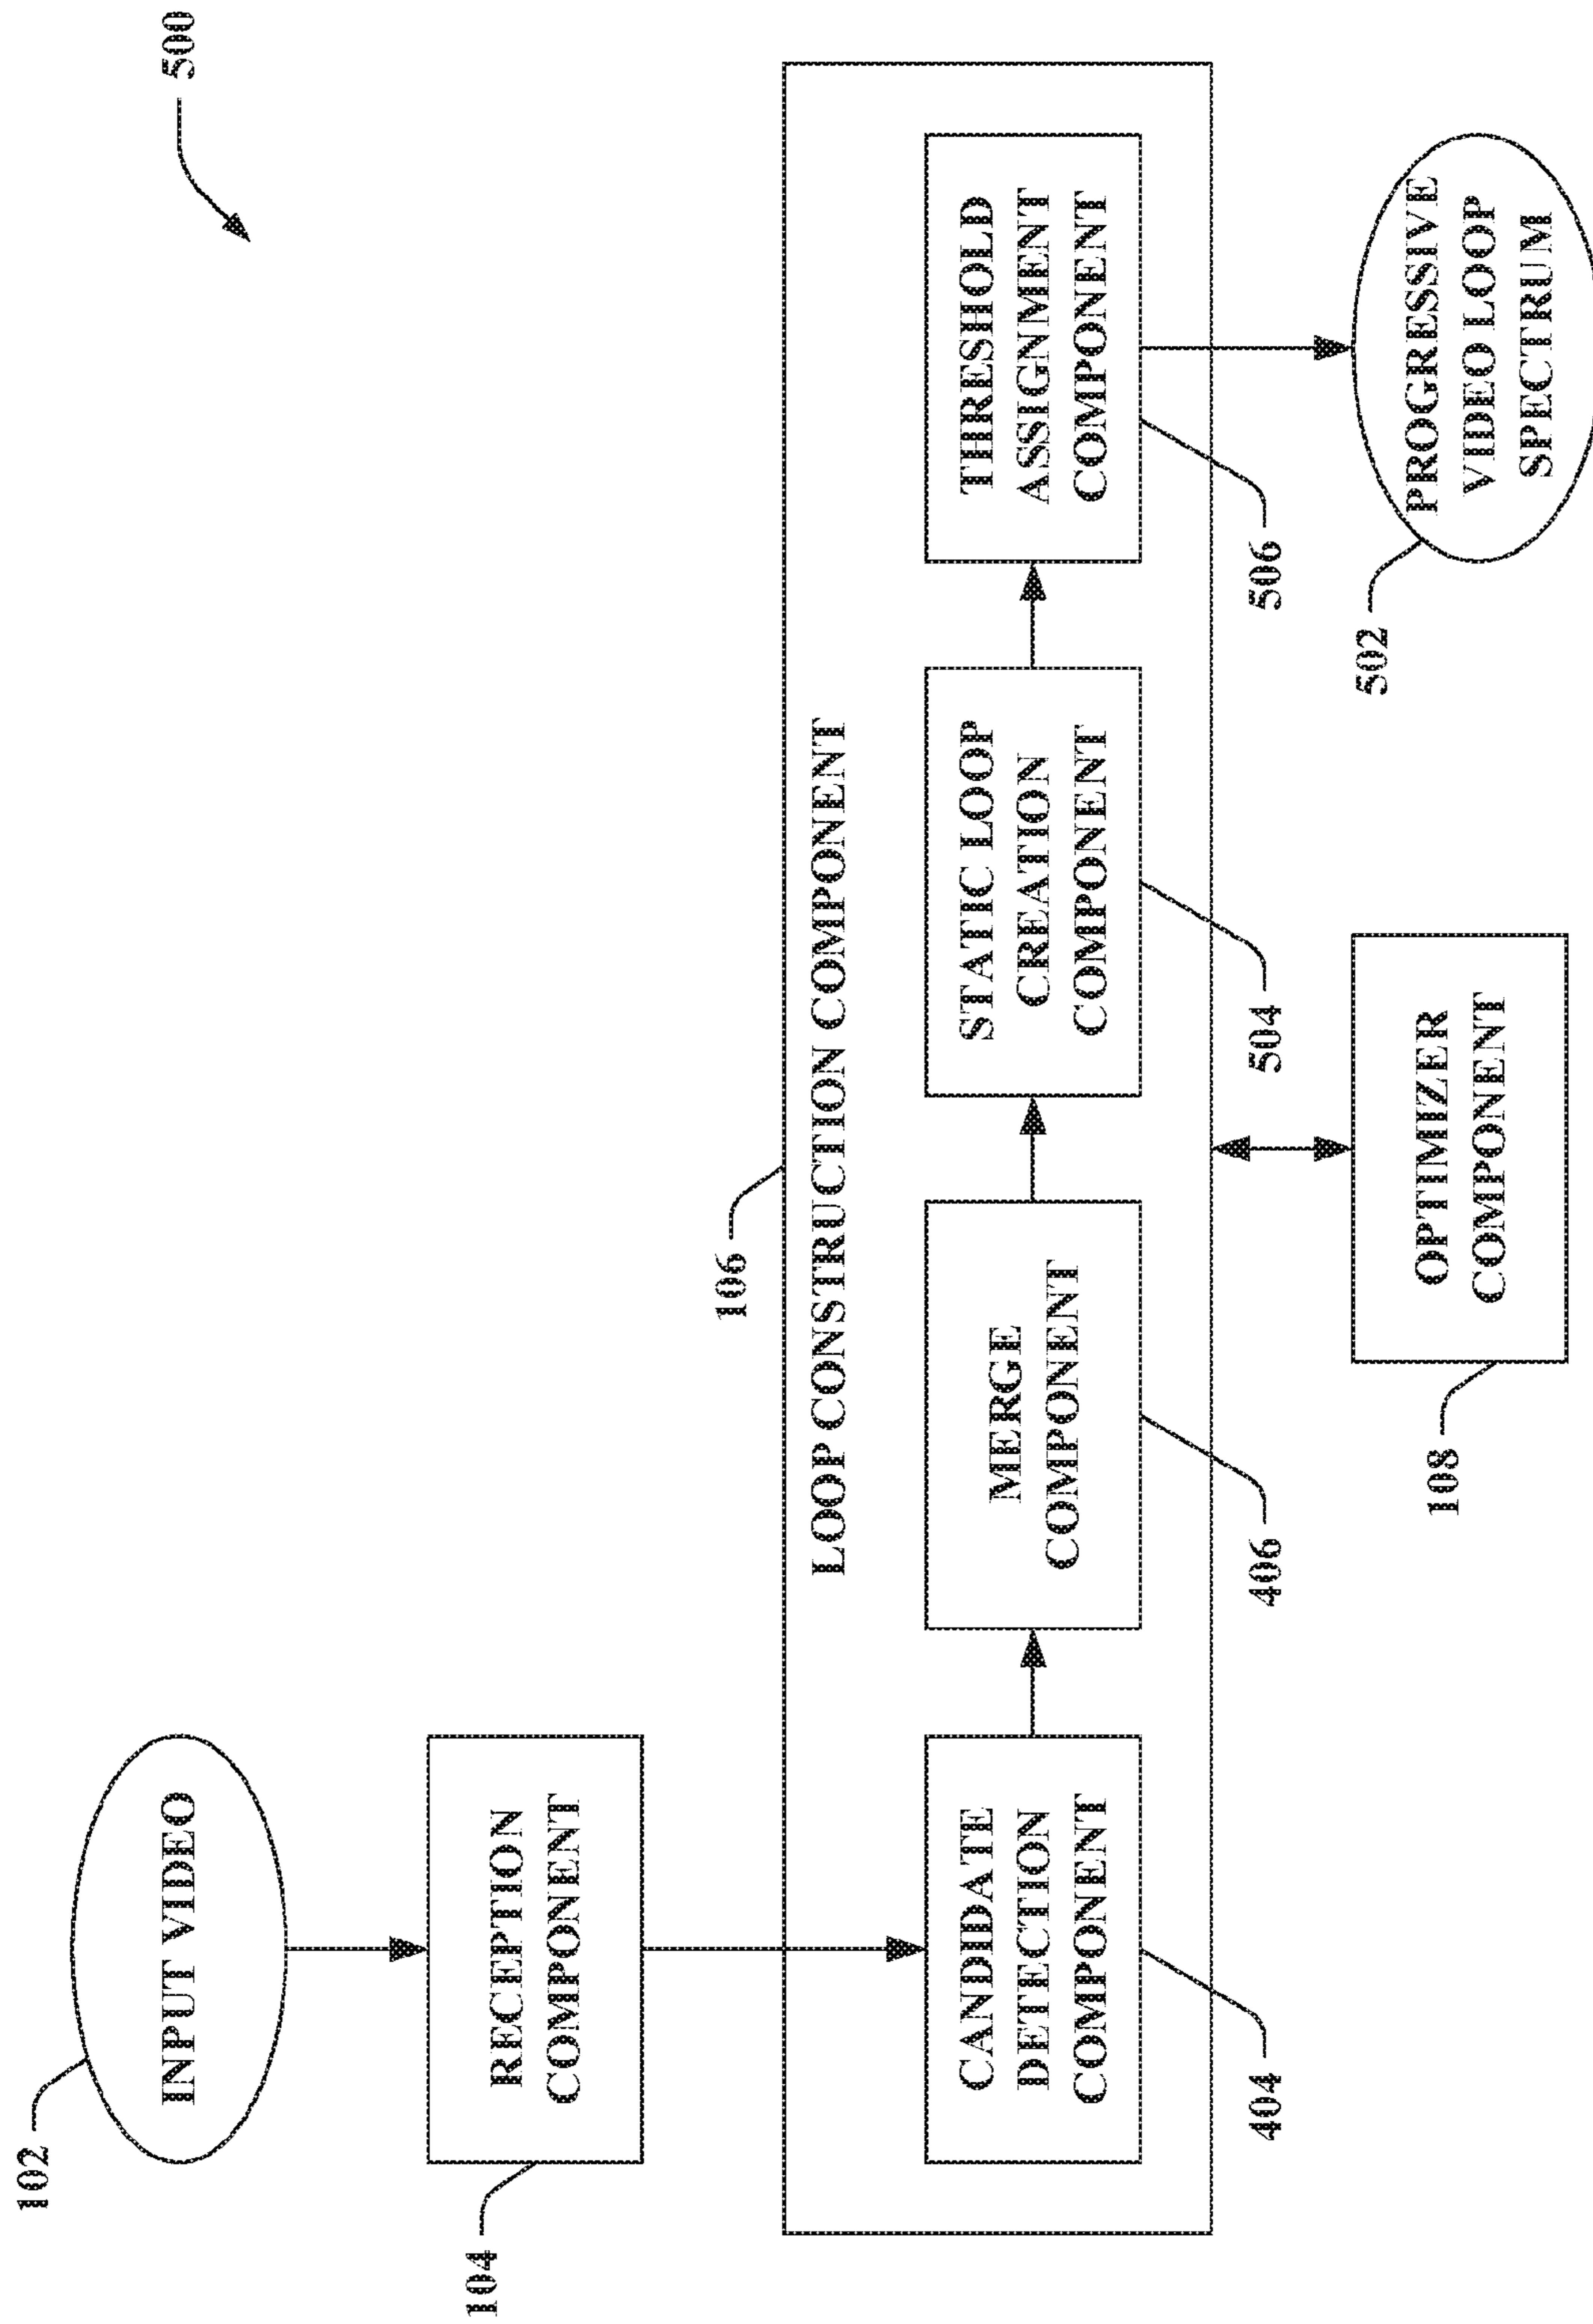 500
102
INPUT VIDEO
104
RECEPTION
COMPONENT
106
LOOP CONSTRUCTION COMPONENT
CANDIDATE
DETECTION
COMPONENT
MERGE
COMPONENT
STATIC LOOP
CREATION
COMPONENT
THRESHOLD
ASSIGNMENT
COMPONENT
404
406
504
506
108
OPTIMIZER
COMPONENT
502
PROGRESSIVE
VIDEO LOOP
SPECTRUM